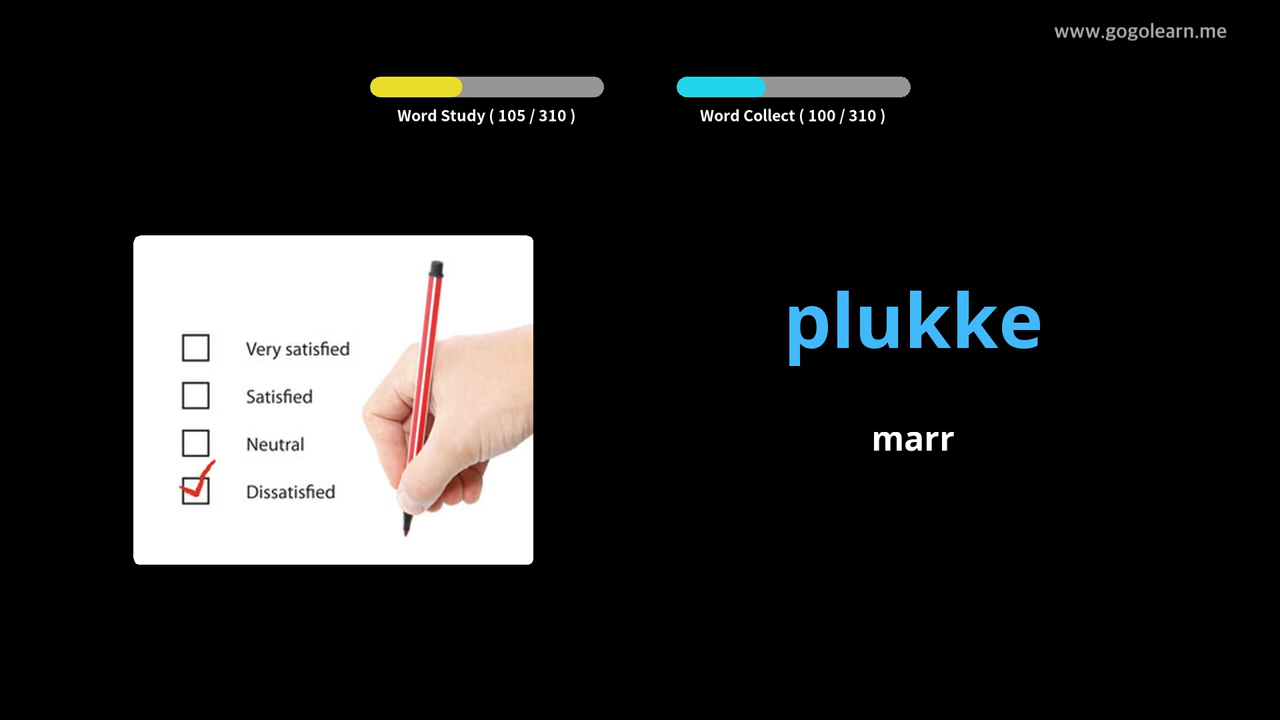 www.gogolearn.me
Word Study ( 105 / 310 )
Word Collect ( 100 / 310 )
Very satisfied
Satisfied
Neutral
Dissatisfied
plukke
marr